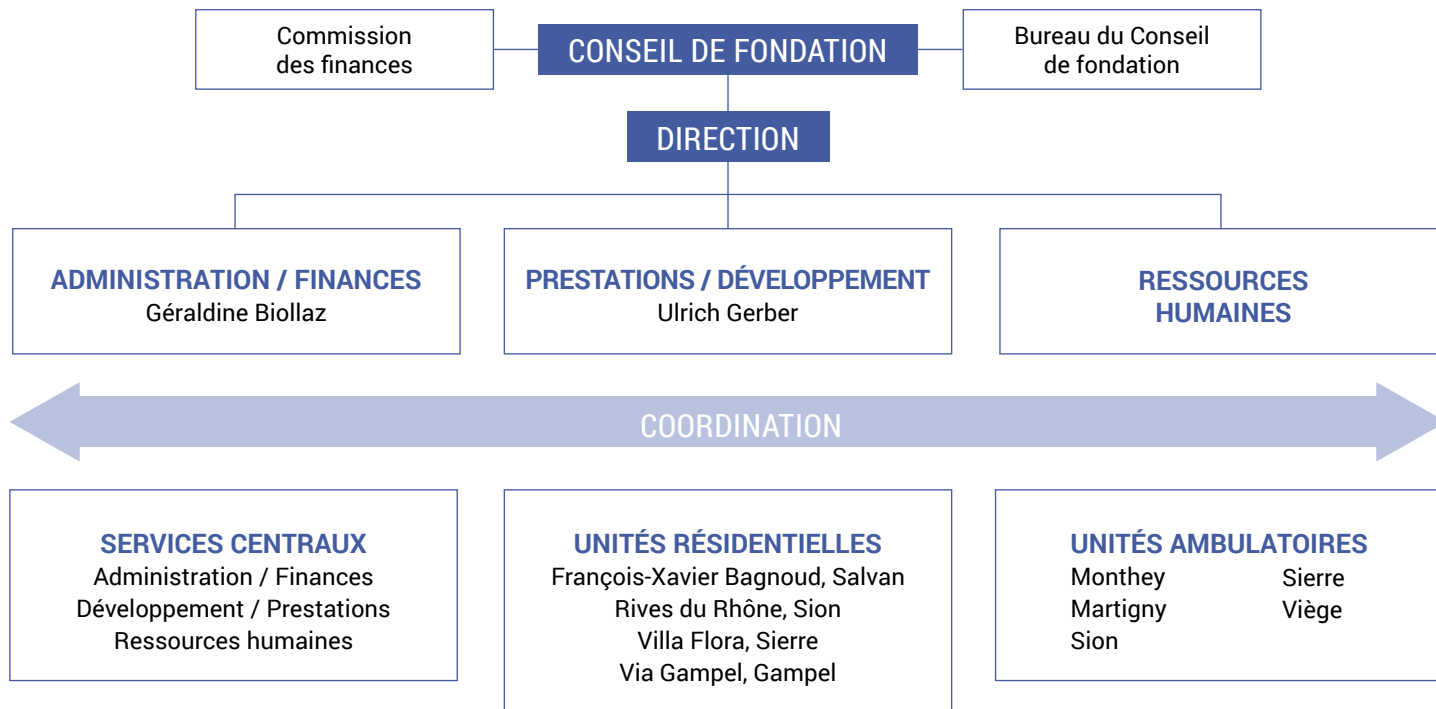 Commission
des finances
CONSEIL DE FONDATION
Bureau du Conseil
de fondation
DIRECTION
ADMINISTRATION / FINANCES
Géraldine Biollaz
PRESTATIONS / DÉVELOPPEMENT
Ulrich Gerber
RESSOURCES
HUMAINES
COORDINATION
SERVICES CENTRAUX
Administration / Finances
Développement / Prestations
Ressources humaines
UNITÉS RÉSIDENTIELLES
François-Xavier Bagnoud, Salvan
Rives du Rhône, Sion
Villa Flora, Sierre
Via Gampel, Gampel
UNITÉS AMBULATOIRES
Monthey
Martigny
Sion
Sierre
Viège